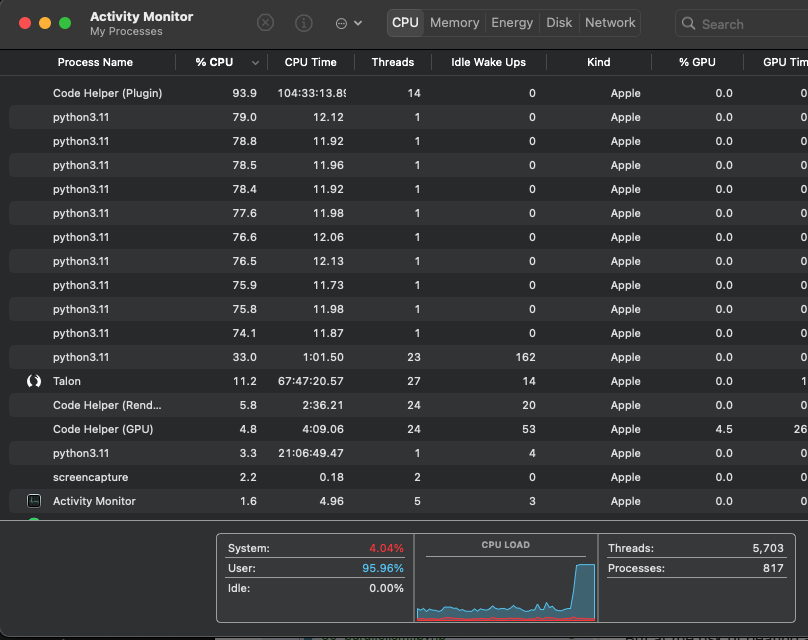 Activity Monitor
My Processes
CPU Memory Energy Disk Network
Search
Process Name % CPU CPU Time Threads Idle Wake Ups Kind % GPU GPU Tim
Code Helper (Plugin) 93.9 104:33:13.89 14 0 Apple 0.0 0
python3.11 79.0 12.12 1 0 Apple 0.0 0
python3.11 78.8 11.92 1 0 Apple 0.0 0
python3.11 78.5 11.96 1 0 Apple 0.0 0
python3.11 78.4 11.92 1 0 Apple 0.0 0
python3.11 77.6 11.98 1 0 Apple 0.0 0
python3.11 76.6 12.06 1 0 Apple 0.0 0
python3.11 76.5 12.13 1 0 Apple 0.0 0
python3.11 75.9 11.73 1 0 Apple 0.0 0
python3.11 75.8 11.98 1 0 Apple 0.0 0
python3.11 74.1 11.87 1 0 Apple 0.0 0
python3.11 33.0 1:01.50 23 162 Apple 0.0 0
Talon 11.2 67:47:20.57 27 14 Apple 0.0 1
Code Helper (Rend... 5.8 2:36.21 24 20 Apple 0.0 0
Code Helper (GPU) 4.8 4:09.06 24 53 Apple 4.5 26
python3.11 3.3 21:06:49.47 1 4 Apple 0.0 0
screencapture 2.2 0.18 2 0 Apple 0.0 0
Activity Monitor 1.6 4.96 5 3 Apple 0.0 0
System: 4.04%
User: 95.96%
Idle: 0.00%
CPU LOAD
Threads: 5,703
Processes: 817